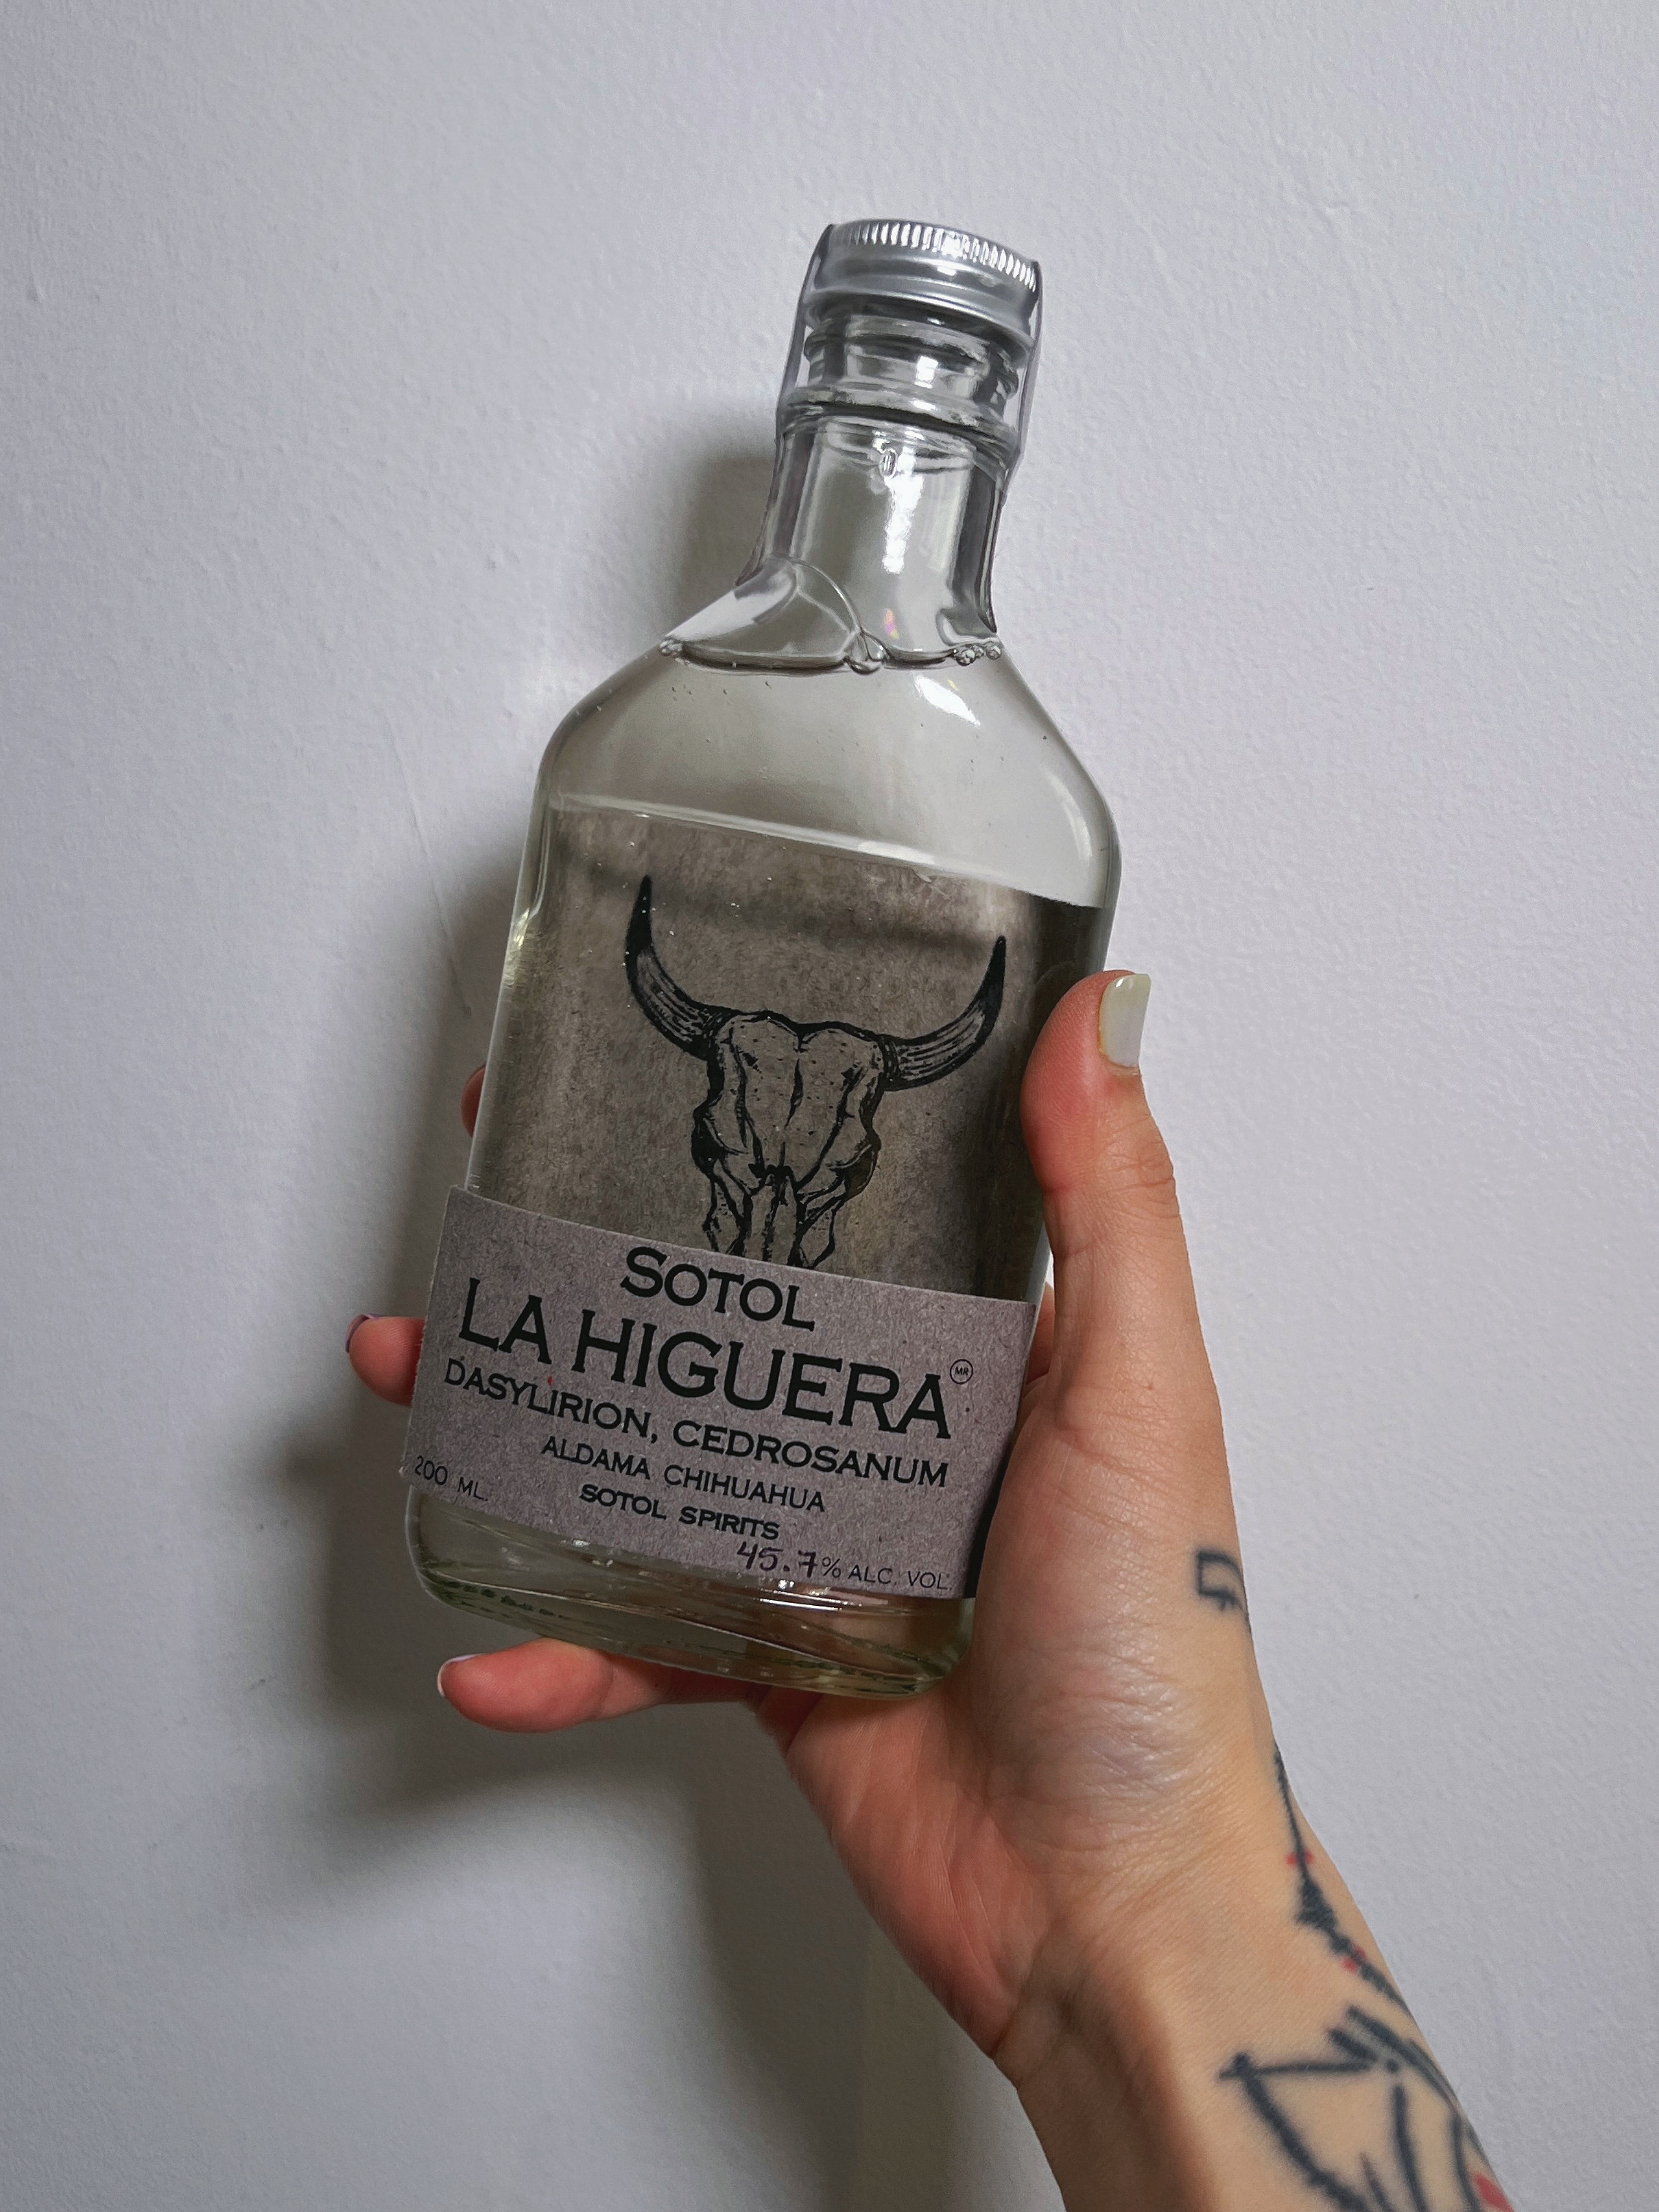 SOTOL
LA HIGUERA MR
DASYLIRION, CEDROSANUM
ALDAMA CHIHUAHUA
200 ML.
SOTOL SPIRITS
45.7% ALC. VOL.